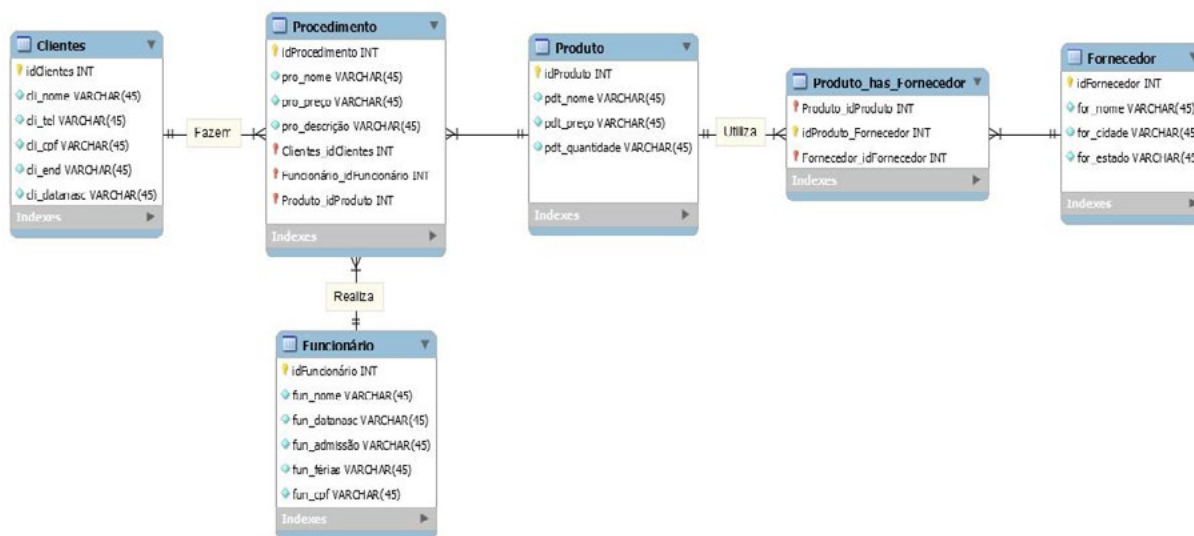 Clientes
idClientes INT
cli_nome VARCHAR(45)
cli_tel VARCHAR(45)
cli_cpf VARCHAR(45)
cli_end VARCHAR(45)
cli_datanasc VARCHAR(45)
Indexes
Fazem
Procedimento
idProcedimento INT
pro_nome VARCHAR(45)
pro_preço VARCHAR(45)
pro_descrição VARCHAR(45)
Clientes_idClientes INT
Funcionário_idFuncionário INT
Produto_idProduto INT
Indexes
Realiza
Funcionário
idFuncionário INT
fun_nome VARCHAR(45)
fun_datanasc VARCHAR(45)
fun_admissão VARCHAR(45)
fun_férias VARCHAR(45)
fun_cpf VARCHAR(45)
Indexes
Produto
idProduto INT
pdt_nome VARCHAR(45)
pdt_preço VARCHAR(45)
pdt_quantidade VARCHAR(45)
Indexes
Utiliza
Produto_has_Fornecedor
Produto_idProduto INT
idProduto_Fornecedor INT
Fornecedor_idFornecedor INT
Indexes
Fornecedor
idFornecedor INT
for_nome VARCHAR(45)
for_cidade VARCHAR(45
for_estado VARCHAR(45
Indexes